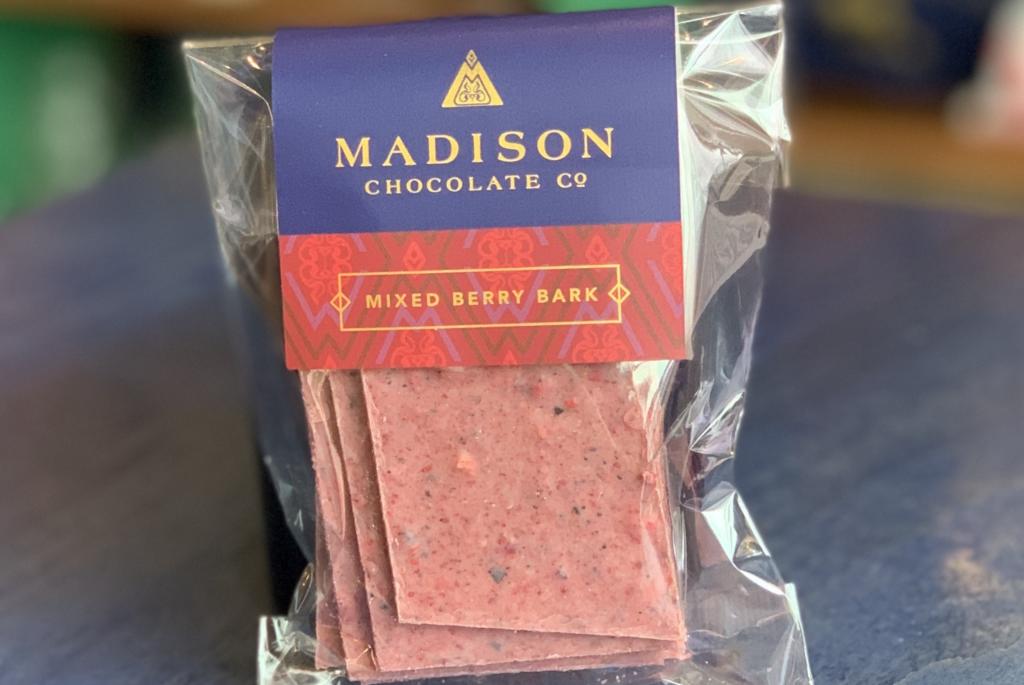 MADISON
CHOCOLATE Cº
MIXED BERRY BARK